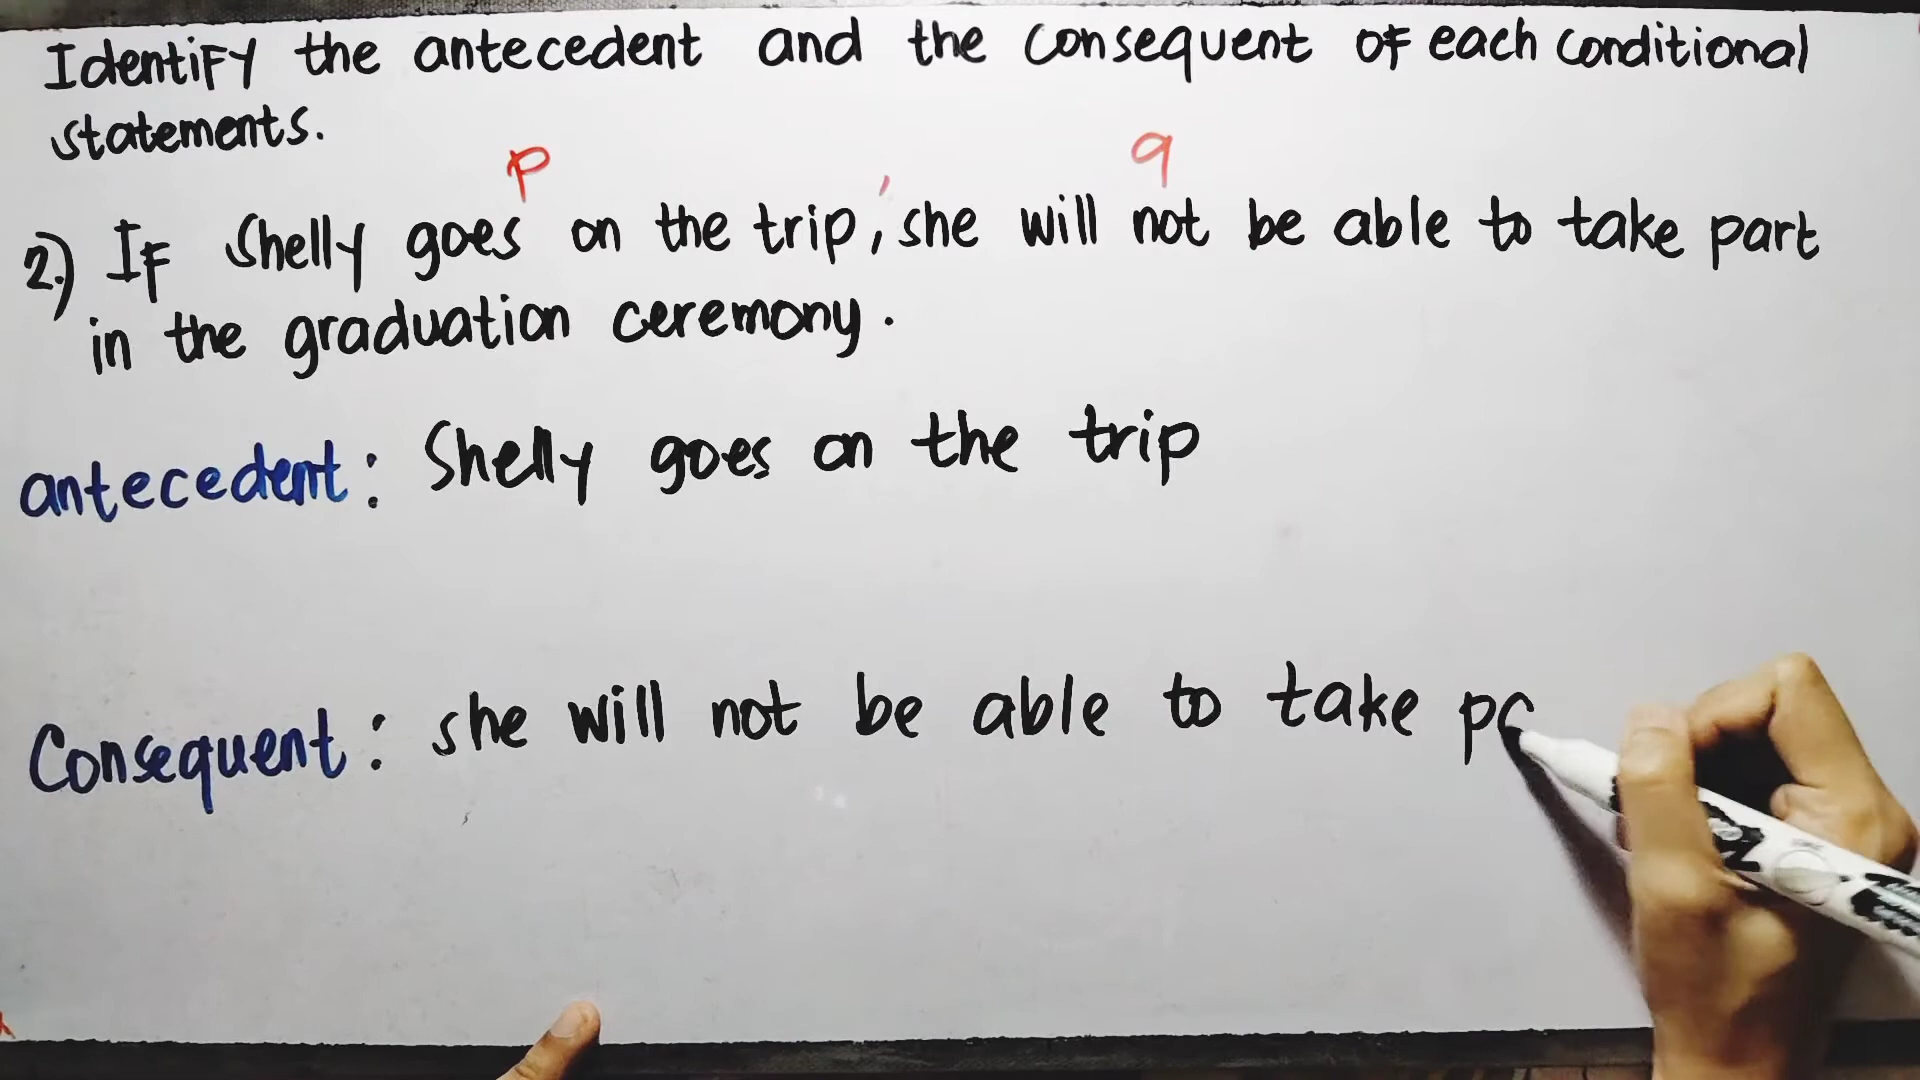 Identify the antecedent and the consequent of each conditional
statements.
p q
2.) If Shelly goes on the trip, she will not be able to take part
in the graduation ceremony.
antecedent: Shelly goes on the trip
Consequent: she will not be able to take pa